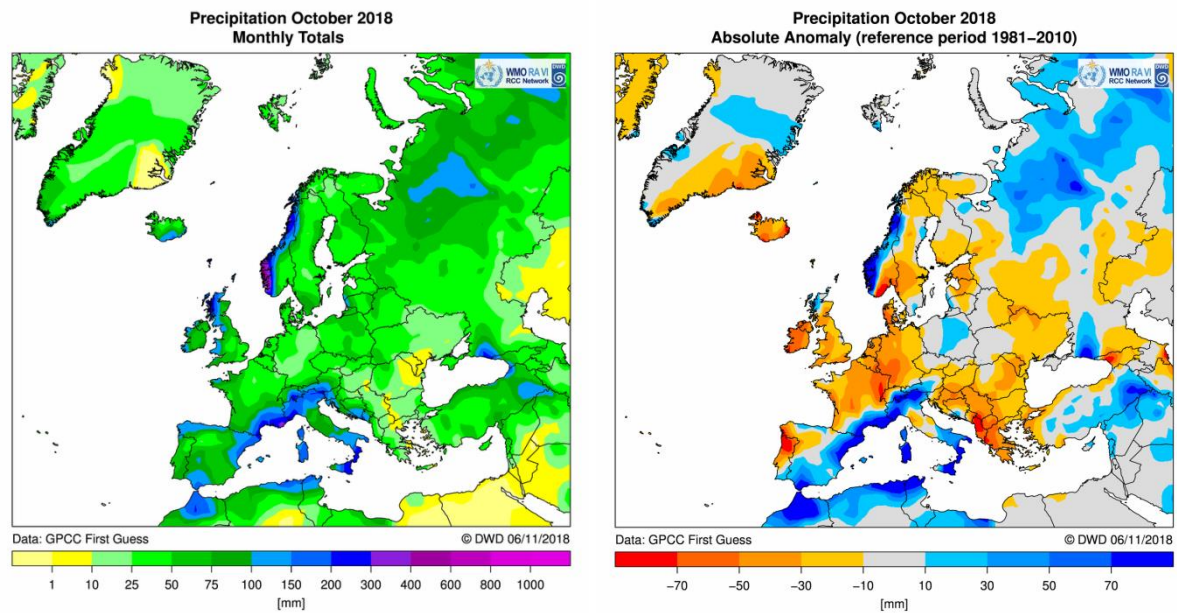 Precipitation October 2018
Monthly Totals
WMO RA VI
RCC Network
DWD
Data: GPCC First Guess
© DWD 06/11/2018
1 10 25 50 75 100 150 200 300 400 600 800 1000
[mm]
Precipitation October 2018
Absolute Anomaly (reference period 1981−2010)
WMO RA VI
RCC Network
DWD
Data: GPCC First Guess
© DWD 06/11/2018
−70 −50 −30 −10 10 30 50 70
[mm]